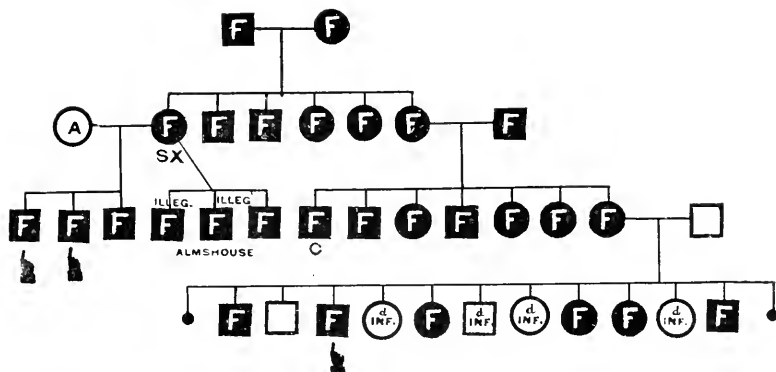 F F
A F F F F F F F
SX
ILLEG. ILLEG
F F F F F F F F F F F F F
ALMSHOUSE C
F F d INF. F d INF. d INF. F F d INF. F